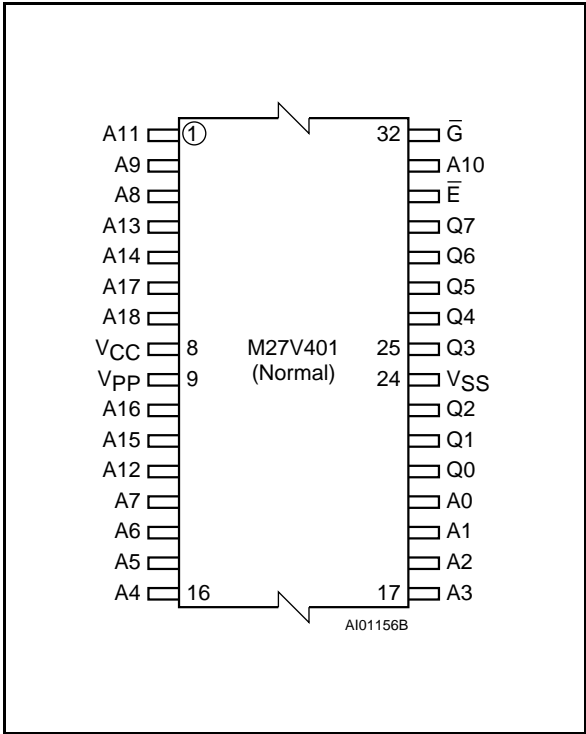 A11 1 32 G̅
A9 A10
A8 E̅
A13 Q7
A14 Q6
A17 Q5
A18 Q4
VCC 8 M27V401 25 Q3
VPP 9 (Normal) 24 VSS
A16 Q2
A15 Q1
A12 Q0
A7 A0
A6 A1
A5 A2
A4 16 17 A3
AI01156B